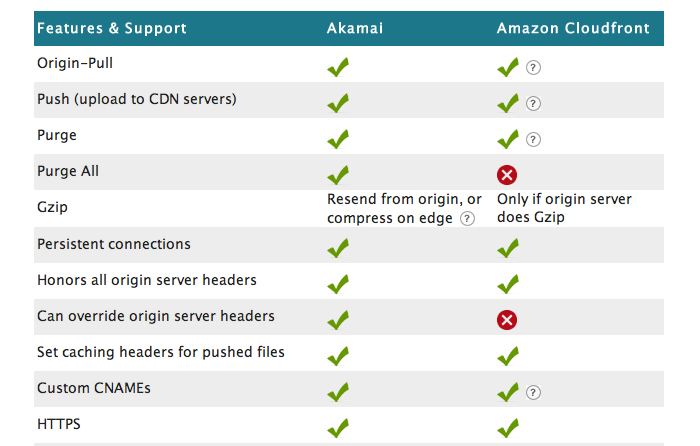 Features & Support Akamai Amazon Cloudfront
Origin-Pull ?
Push (upload to CDN servers) ?
Purge ?
Purge All
Gzip Resend from origin, or compress on edge ? Only if origin server does Gzip
Persistent connections
Honors all origin server headers
Can override origin server headers
Set caching headers for pushed files
Custom CNAMEs ?
HTTPS